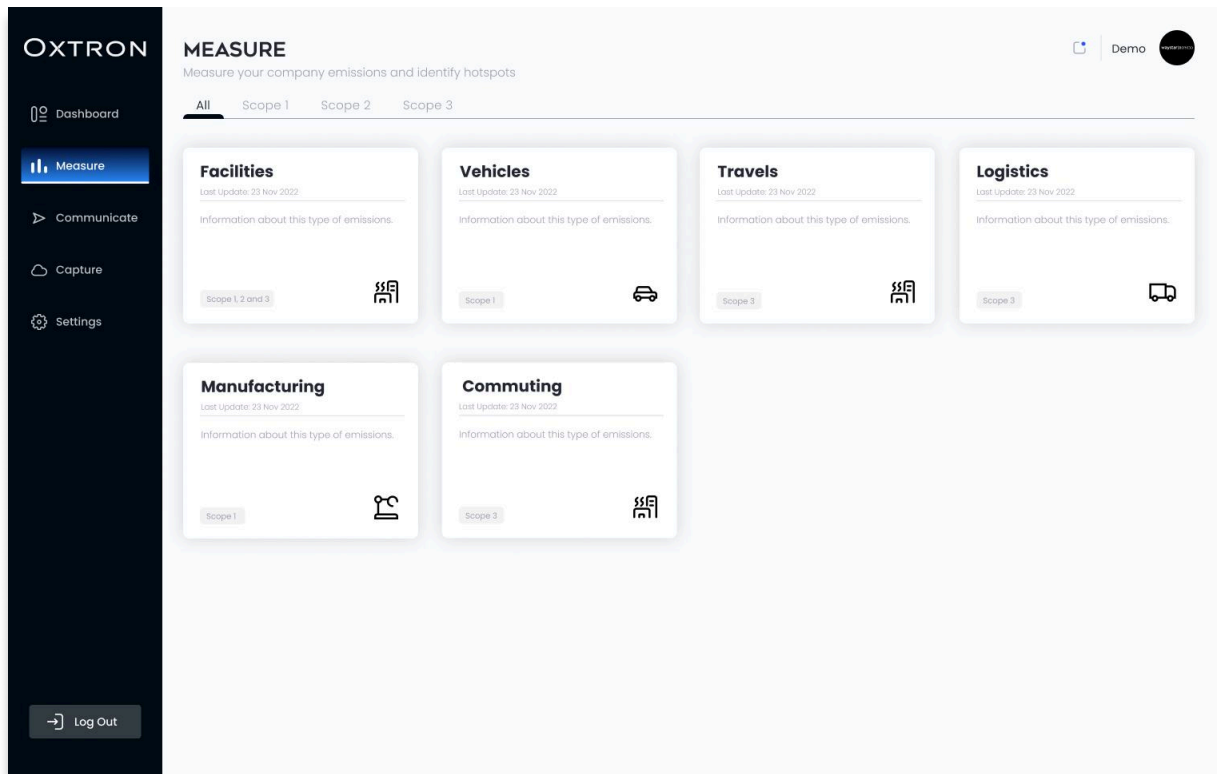 OXTRON
Dashboard
Measure
Communicate
Capture
Settings
Log Out
MEASURE
Measure your company emissions and identify hotspots
Demo
All
Scope 1
Scope 2
Scope 3
Facilities
Last Update: 23 Nov 2022
Information about this type of emissions.
Scope 1, 2 and 3
Vehicles
Last Update: 23 Nov 2022
Information about this type of emissions.
Scope 1
Travels
Last Update: 23 Nov 2022
Information about this type of emissions.
Scope 3
Logistics
Last Update: 23 Nov 2022
Information about this type of emissions.
Scope 3
Manufacturing
Last Update: 23 Nov 2022
Information about this type of emissions.
Scope 1
Commuting
Last Update: 23 Nov 2022
Information about this type of emissions.
Scope 3